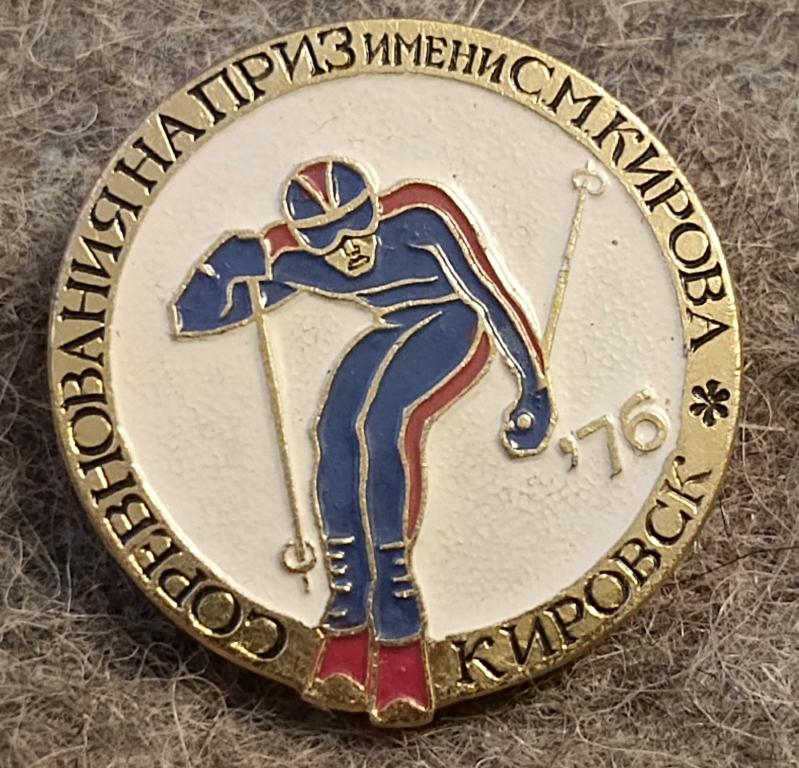 СОРЕВНОВАНИЯ НА ПРИЗ ИМЕНИ С.М.КИРОВА
'76
КИРОВСК